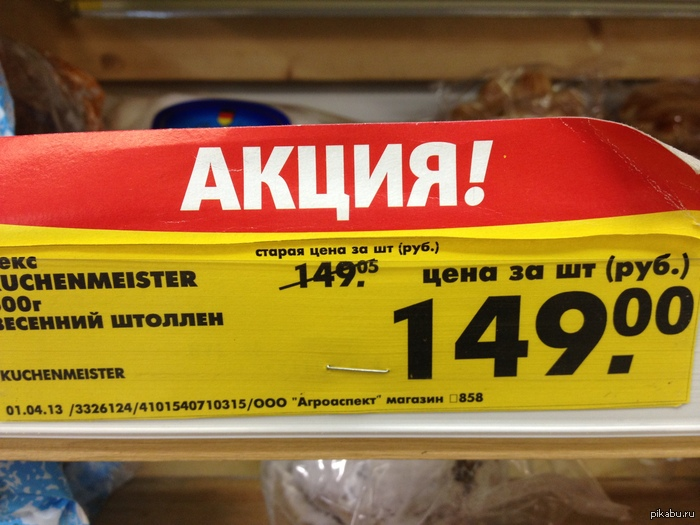 АКЦИЯ!
старая цена за шт (руб.)
149.05
цена за шт (руб.)
149.00
екс
KUCHENMEISTER
500г
ВЕСЕННИЙ ШТОЛЛЕН
KUCHENMEISTER
01.04.13 /3326124/4101540710315/ООО "Агроаспект" магазин □858
pikabu.ru